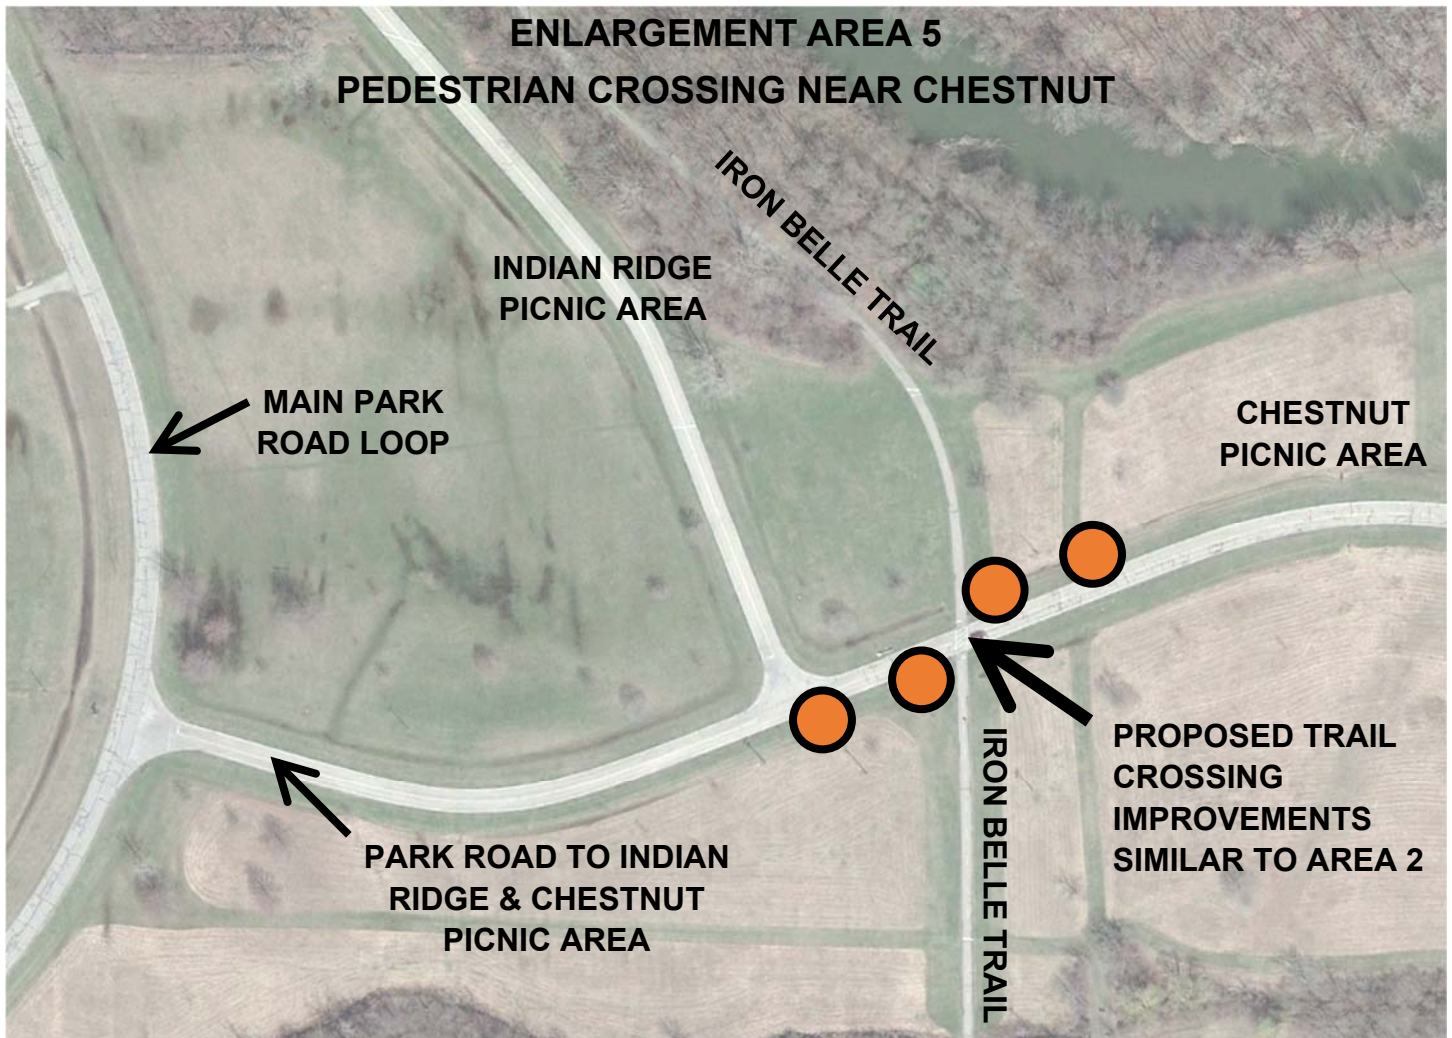 ENLARGEMENT AREA 5
PEDESTRIAN CROSSING NEAR CHESTNUT
IRON BELLE TRAIL
INDIAN RIDGE
PICNIC AREA
MAIN PARK
ROAD LOOP
CHESTNUT
PICNIC AREA
PROPOSED TRAIL
CROSSING
IMPROVEMENTS
SIMILAR TO AREA 2
IRON BELLE TRAIL
PARK ROAD TO INDIAN
RIDGE & CHESTNUT
PICNIC AREA